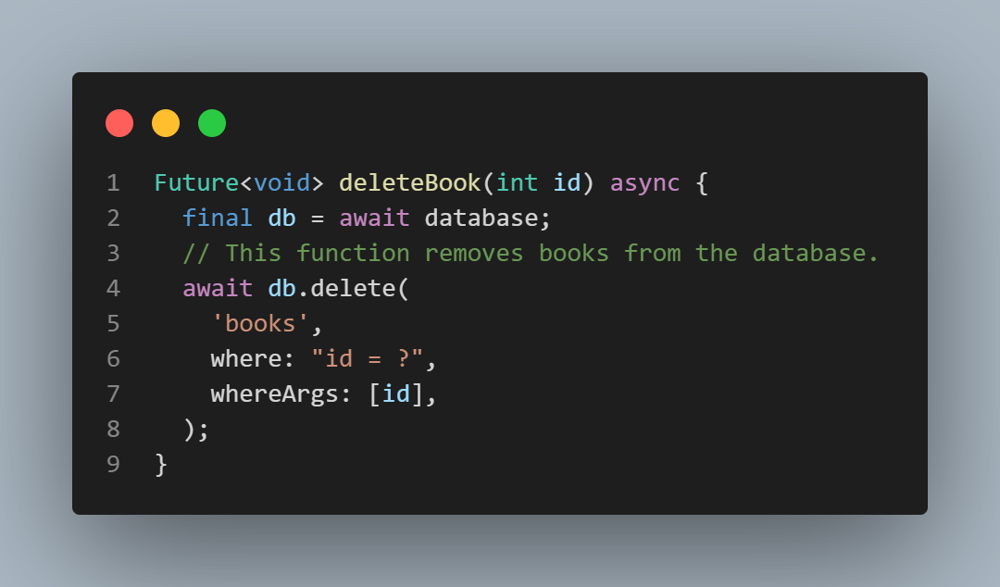 1 Future<void> deleteBook(int id) async {
2   final db = await database;
3   // This function removes books from the database.
4   await db.delete(
5     'books',
6     where: "id = ?",
7     whereArgs: [id],
8   );
9 }